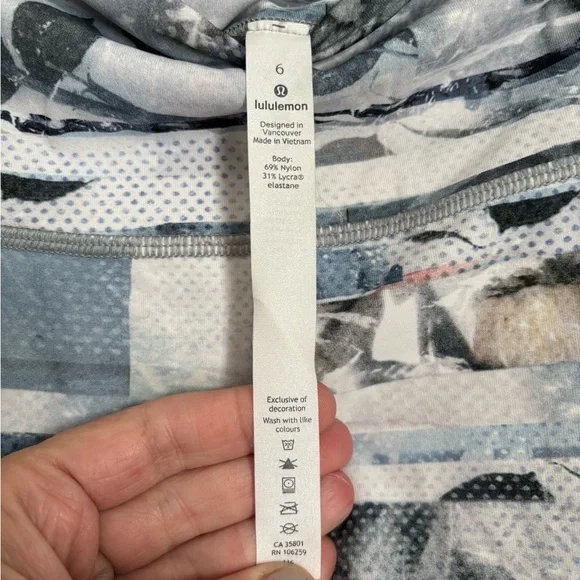 6
lululemon
Designed in
Vancouver
Made in Vietnam
Body:
69% Nylon
31% Lycra®
elastane
Exclusive of
decoration
Wash with like
colours
CA 35801
RN 106259